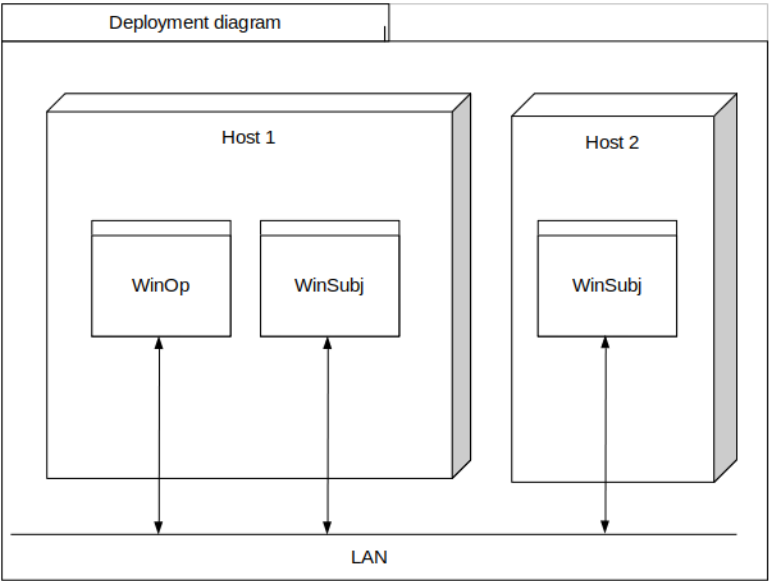 Deployment diagram
Host 1
Host 2
WinOp
WinSubj
WinSubj
LAN